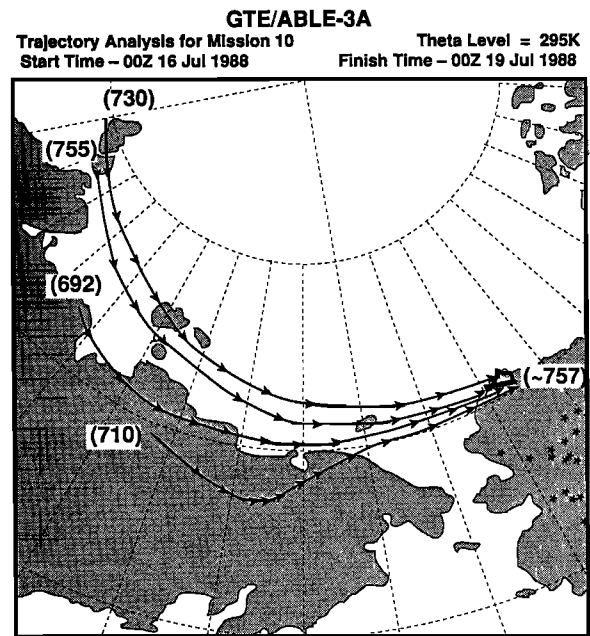 GTE/ABLE-3A
Trajectory Analysis for Mission 10 Theta Level = 295K
Start Time – 00Z 16 Jul 1988 Finish Time – 00Z 19 Jul 1988
(730)
(755)
(692)
(~757)
(710)